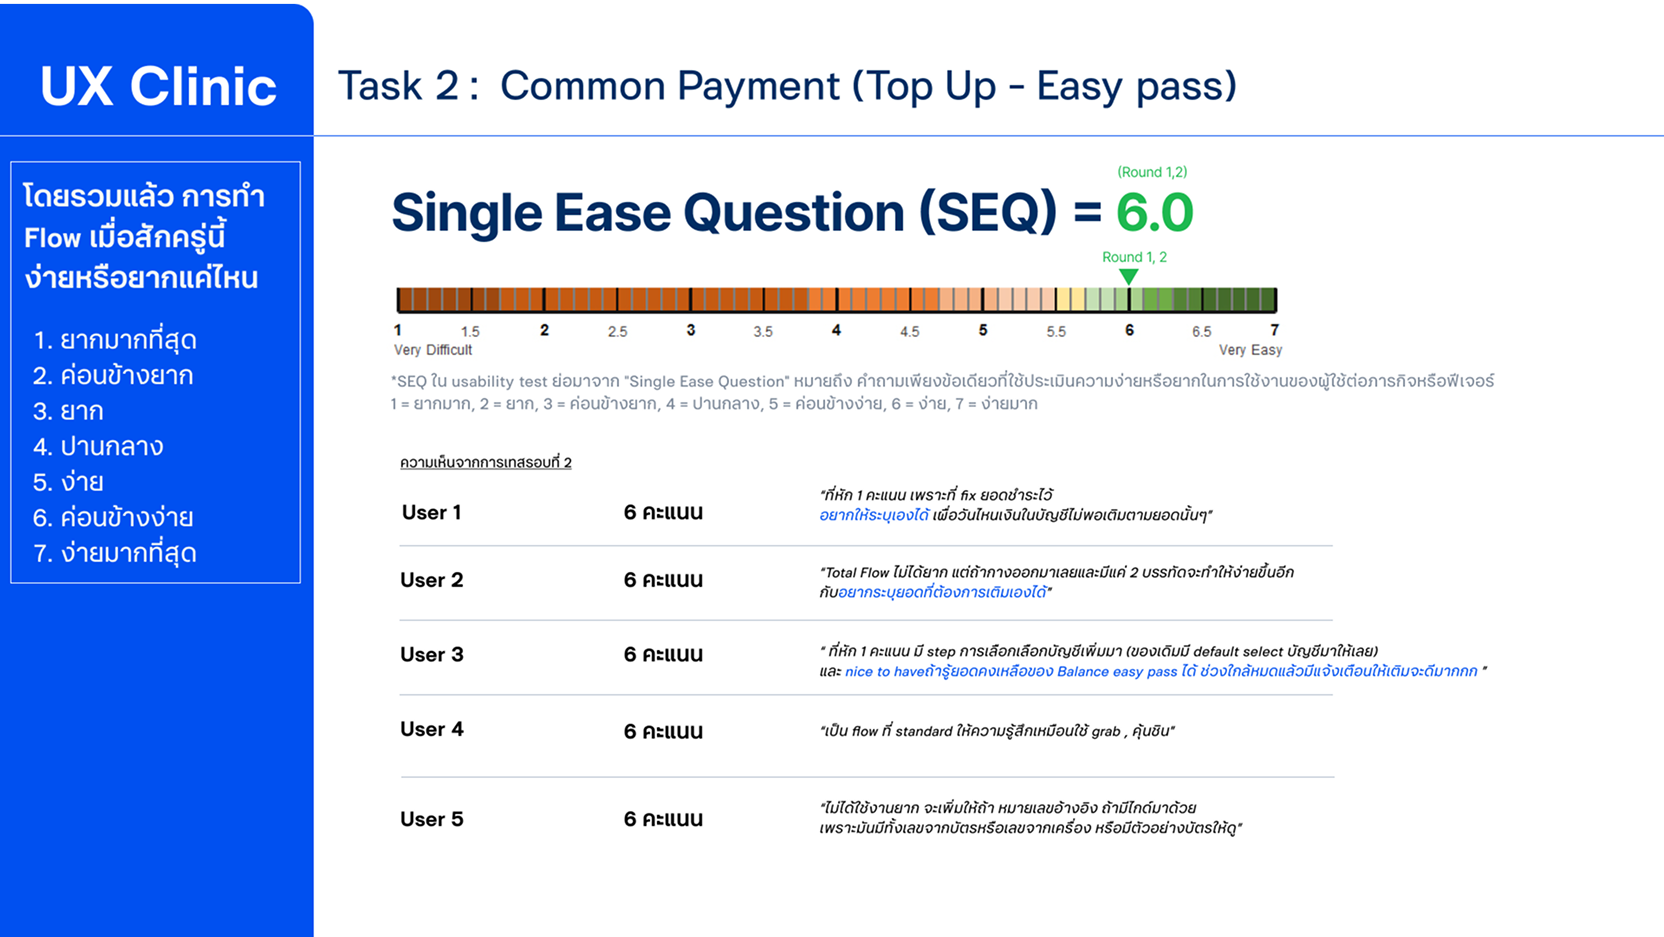 UX Clinic
Task 2 : Common Payment (Top Up - Easy pass)
โดยรวมแล้ว การทำ
Flow เมื่อสักครู่นี้
ง่ายหรือยากแค่ไหน
1. ยากมากที่สุด
2. ค่อนข้างยาก
3. ยาก
4. ปานกลาง
5. ง่าย
6. ค่อนข้างง่าย
7. ง่ายมากที่สุด
(Round 1,2)
Single Ease Question (SEQ) = 6.0
Round 1, 2
1 1.5 2 2.5 3 3.5 4 4.5 5 5.5 6 6.5 7
Very Difficult Very Easy
*SEQ ใน usability test ย่อมาจาก "Single Ease Question" หมายถึง คำถามเพียงข้อเดียวที่ใช้ประเมินความง่ายหรือยากในการใช้งานของผู้ใช้ต่อภารกิจหรือฟีเจอร์
1 = ยากมาก, 2 = ยาก, 3 = ค่อนข้างยาก, 4 = ปานกลาง, 5 = ค่อนข้างง่าย, 6 = ง่าย, 7 = ง่ายมาก
ความเห็นจากการเทสรอบที่ 2
User 1 6 คะแนน
"ที่หัก 1 คะแนน เพราะที่ fix ยอดชำระไว้
อยากให้ระบุเองได้ เผื่อวันไหนเงินในบัญชีไม่พอเติมตามยอดนั้นๆ"
User 2 6 คะแนน
"Total Flow ไม่ได้ยาก แต่ถ้ากางออกมาเลยและมีแค่ 2 บรรทัดจะทำให้ง่ายขึ้นอีก
กับอยากระบุยอดที่ต้องการเติมเองได้"
User 3 6 คะแนน
" ที่หัก 1 คะแนน มี step การเลือกเลือกบัญชีเพิ่มมา (ของเดิมมี default select บัญชีมาให้เลย)
และ nice to haveถ้ารู้ยอดคงเหลือของ Balance easy pass ได้ ช่วงใกล้หมดแล้วมีแจ้งเตือนให้เติมจะดีมากกก "
User 4 6 คะแนน
"เป็น flow ที่ standard ให้ความรู้สึกเหมือนใช้ grab , คุ้นชิน"
User 5 6 คะแนน
"ไม่ได้ใช้งานยาก จะเพิ่มให้ถ้า หมายเลขอ้างอิง ถ้ามีไกด์มาด้วย
เพราะมันมีทั้งเลขจากบัตรหรือเลขจากเครื่อง หรือมีตัวอย่างบัตรให้ดู"